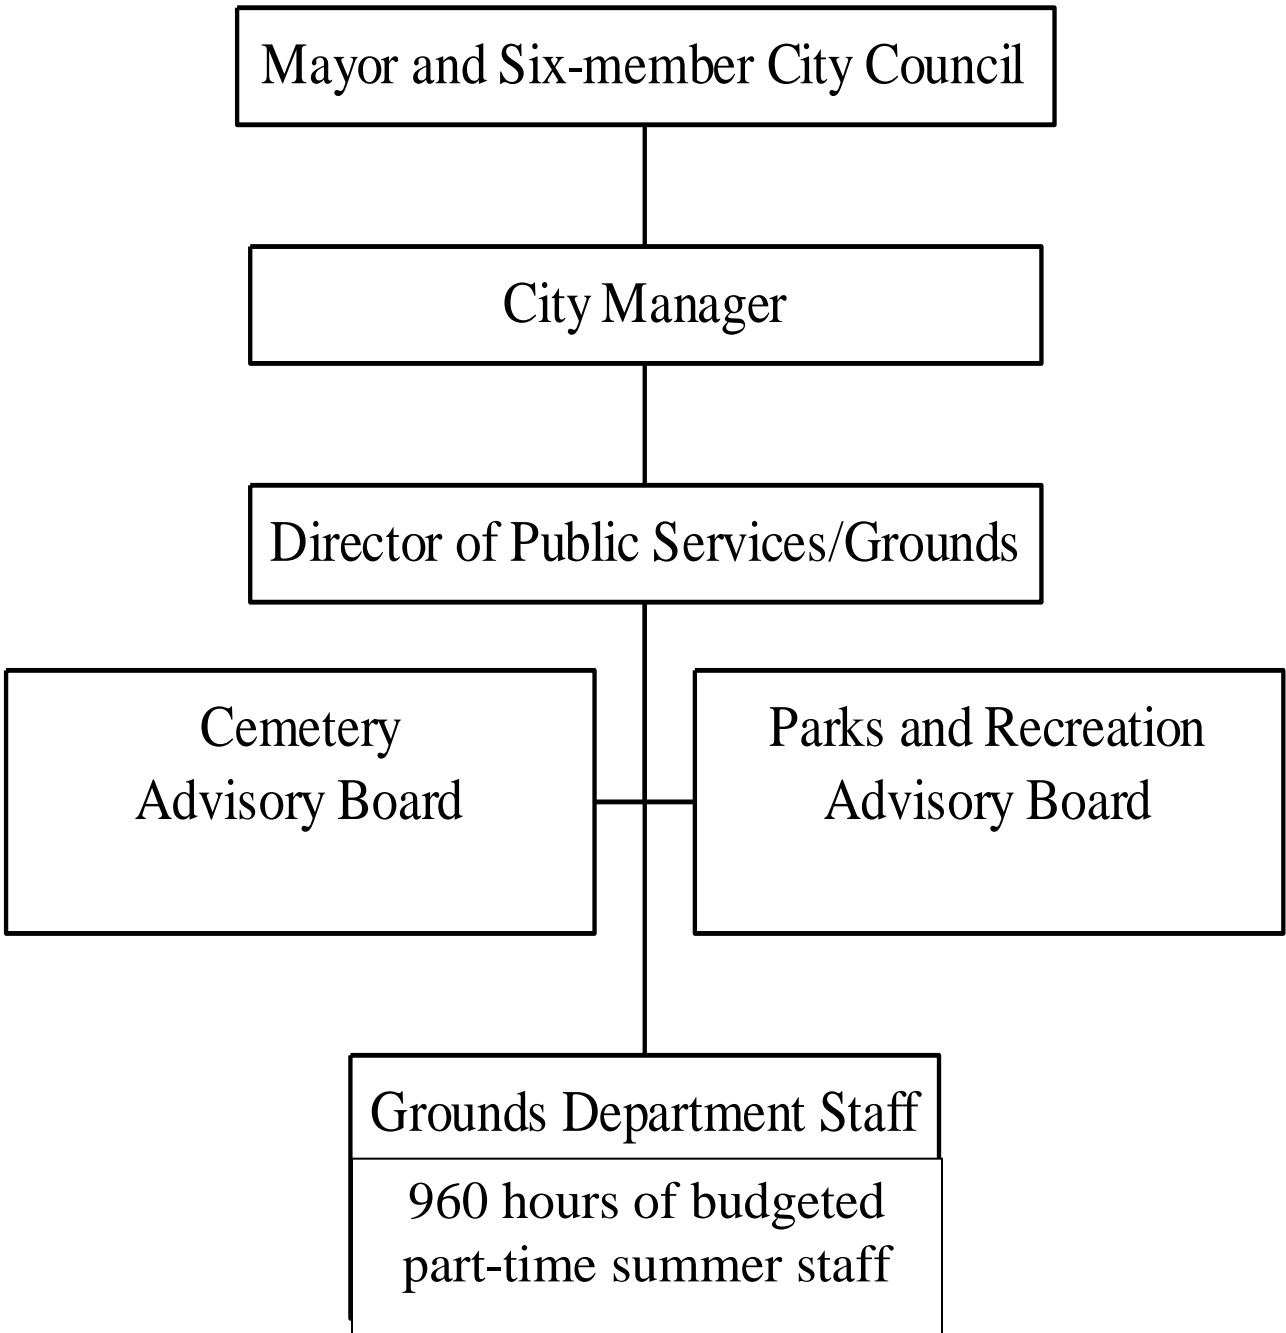 Mayor and Six-member City Council
City Manager
Director of Public Services/Grounds
Cemetery
Advisory Board
Parks and Recreation
Advisory Board
Grounds Department Staff
960 hours of budgeted
part-time summer staff